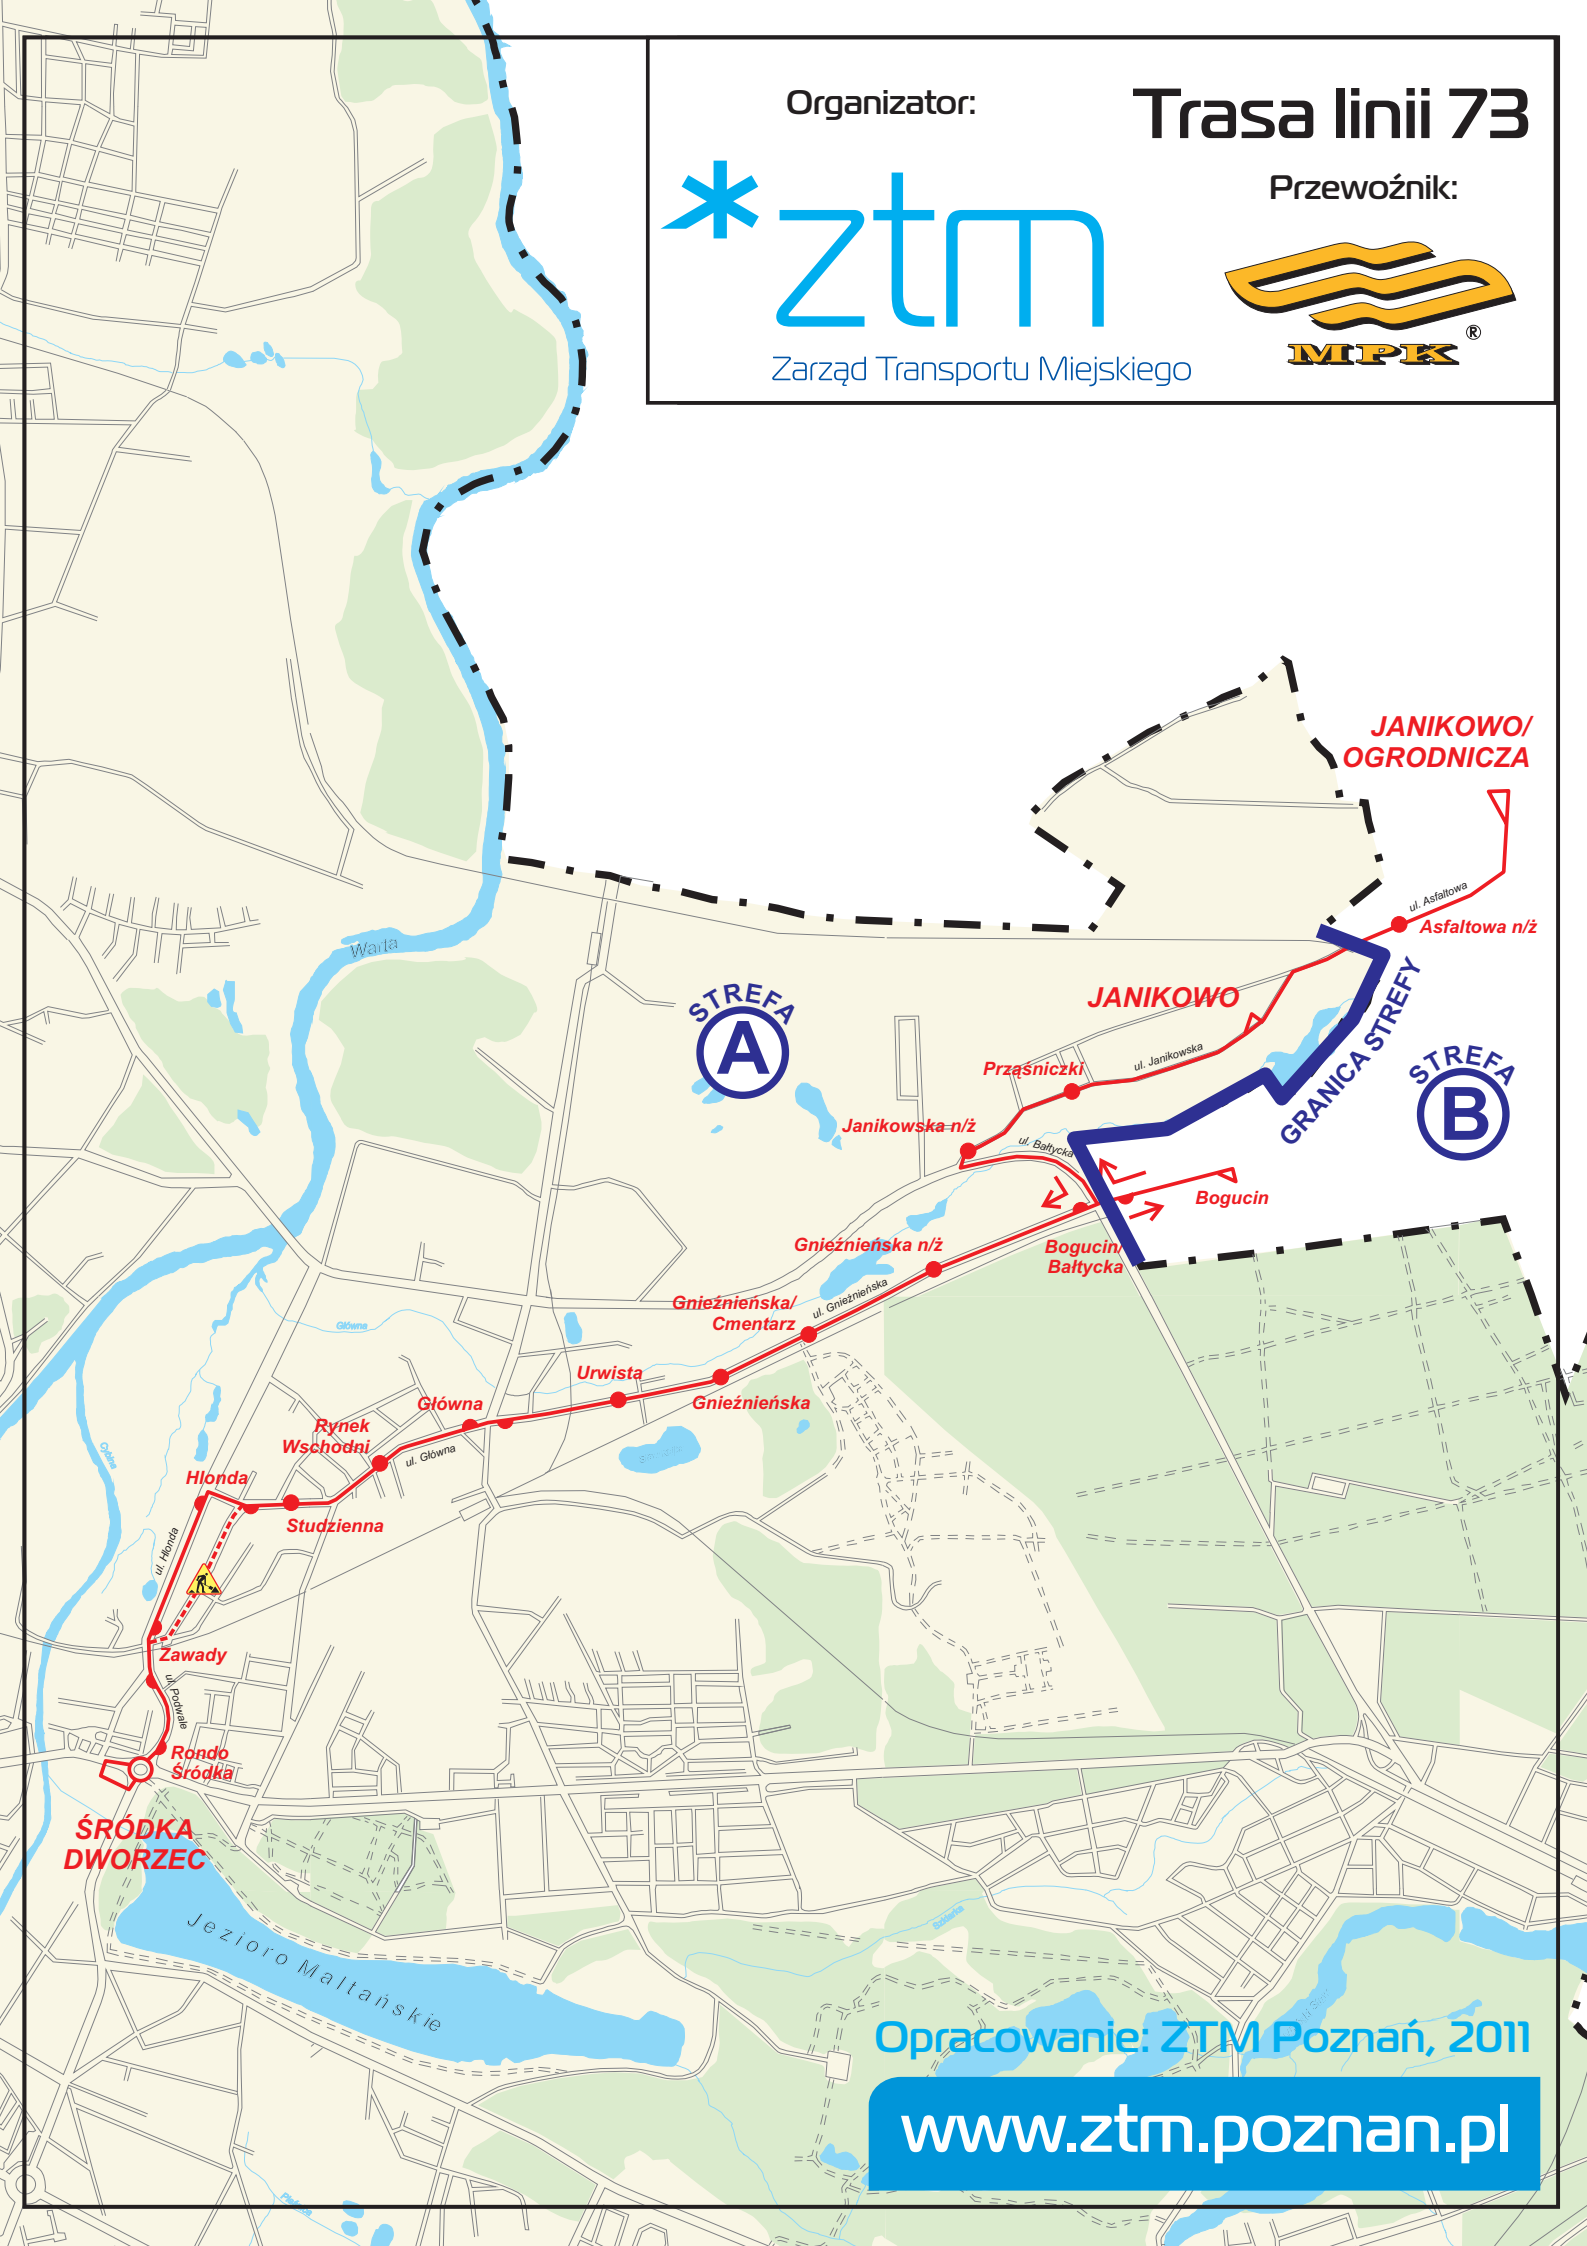 Organizator:
Trasa linii 73
Przewoźnik:
*ztm
Zarząd Transportu Miejskiego
MPK
®
JANIKOWO/
OGRODNICZA
ul. Asfaltowa
Asfaltowa n/ż
Warta
STREFA
A
JANIKOWO
GRANICA STREFY
STREFA
B
Prząśniczki
ul. Janikowska
Janikowska n/ż
ul. Bałtycka
Bogucin
Gnieźnieńska n/ż
Bogucin/
Bałtycka
ul. Gnieźnieńska
Gnieźnieńska/
Cmentarz
Główna
Urwista
Gnieźnieńska
Główna
Rynek
Wschodni
ul. Główna
Cybina
Hlonda
Studzienna
ul. Hlonda
Zawady
ul. Podwale
Rondo
Śródka
ŚRÓDKA
DWORZEC
Jezioro Maltańskie
Opracowanie: ZTM Poznań, 2011
www.ztm.poznan.pl